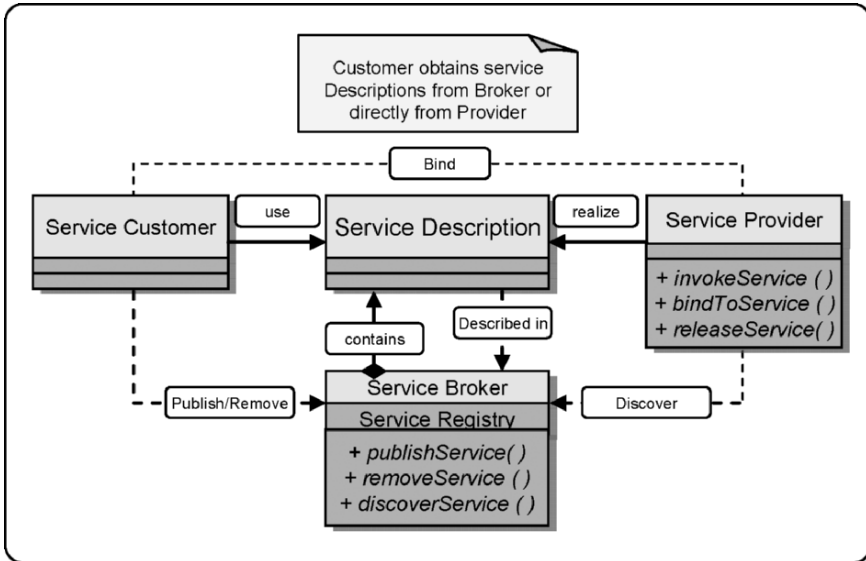 Customer obtains service
Descriptions from Broker or
directly from Provider
Bind
Service Customer
use
Service Description
realize
Service Provider
+ invokeService ( )
+ bindToService ( )
+ releaseService( )
contains
Described in
Publish/Remove
Service Broker
Discover
Service Registry
+ publishService( )
+ removeService ( )
+ discoverService ( )